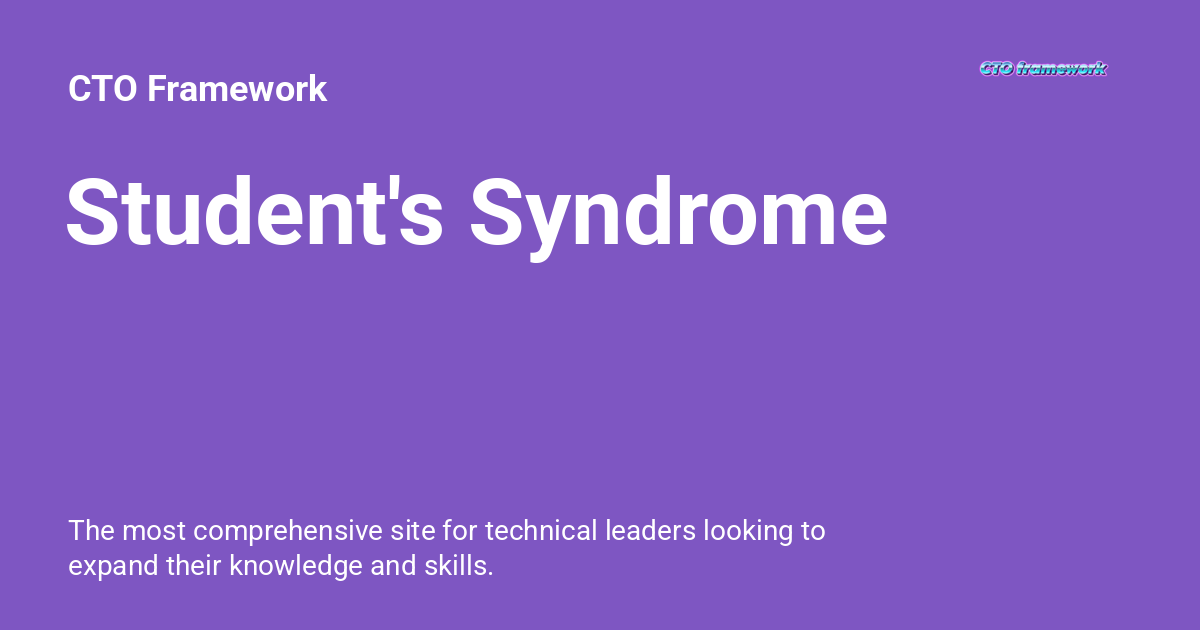 CTO Framework
CTO framework
Student's Syndrome
The most comprehensive site for technical leaders looking to
expand their knowledge and skills.